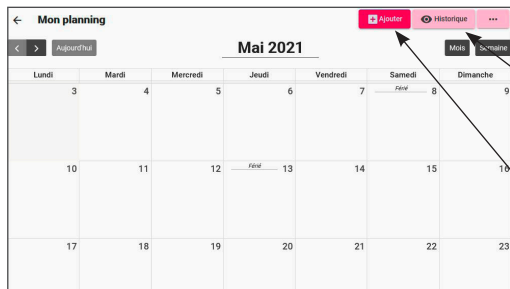 Mon planning
Ajouter
Historique
Aujourd'hui
Mai 2021
Mois
Semaine
Lundi Mardi Mercredi Jeudi Vendredi Samedi Dimanche
3 4 5 6 7 Férié 8 9
10 11 12 Férié 13 14 15 16
17 18 19 20 21 22 23